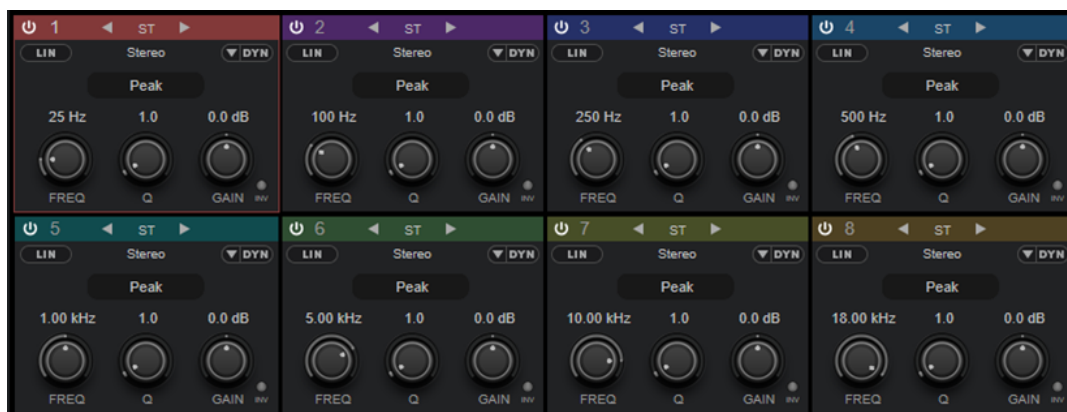 1 ST 2 ST 3 ST 4 ST
LIN Stereo DYN LIN Stereo DYN LIN Stereo DYN LIN Stereo DYN
Peak Peak Peak Peak
25 Hz 1.0 0.0 dB 100 Hz 1.0 0.0 dB 250 Hz 1.0 0.0 dB 500 Hz 1.0 0.0 dB
FREQ Q GAIN INV FREQ Q GAIN INV FREQ Q GAIN INV FREQ Q GAIN INV
5 ST 6 ST 7 ST 8 ST
LIN Stereo DYN LIN Stereo DYN LIN Stereo DYN LIN Stereo DYN
Peak Peak Peak Peak
1.00 kHz 1.0 0.0 dB 5.00 kHz 1.0 0.0 dB 10.00 kHz 1.0 0.0 dB 18.00 kHz 1.0 0.0 dB
FREQ Q GAIN INV FREQ Q GAIN INV FREQ Q GAIN INV FREQ Q GAIN INV